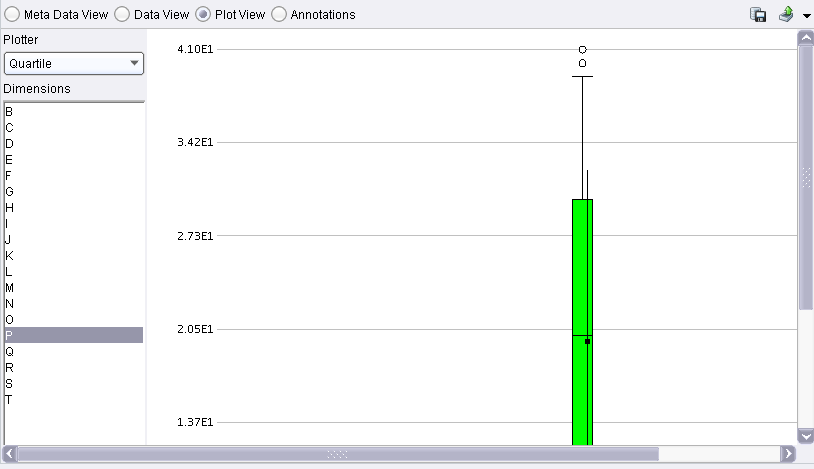 Meta Data View Data View Plot View Annotations
Plotter
Quartile
Dimensions
B
C
D
E
F
G
H
I
J
K
L
M
N
O
P
Q
R
S
T
4.10E1
3.42E1
2.73E1
2.05E1
1.37E1